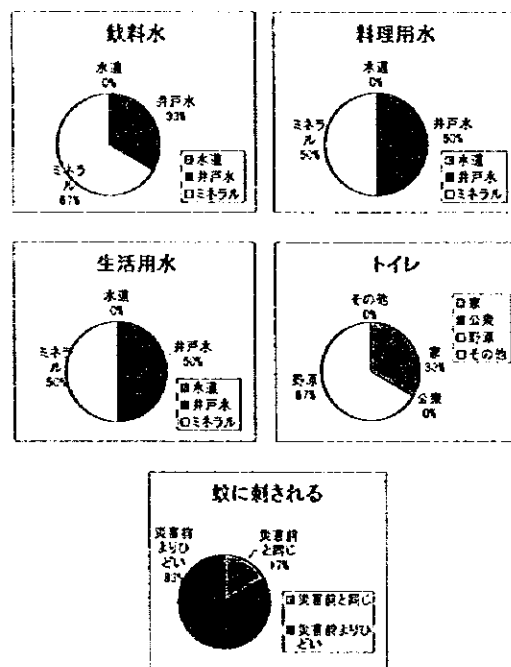 飲料水
水道
0%
井戸水
33%
ミネラ
ル
67%
水道
井戸水
ミネラル
料理用水
水道
0%
ミネラ
ル
50%
井戸水
50%
水道
井戸水
ミネラル
生活用水
水道
0%
ミネラ
ル
50%
井戸水
50%
水道
井戸水
ミネラル
トイレ
その他
0%
家
33%
野原
67%
公衆
0%
家
公衆
野原
その他
蚊に刺される
災害前
よりひ
どい
83%
災害前
と同じ
17%
災害前と同じ
災害前よりひ
どい